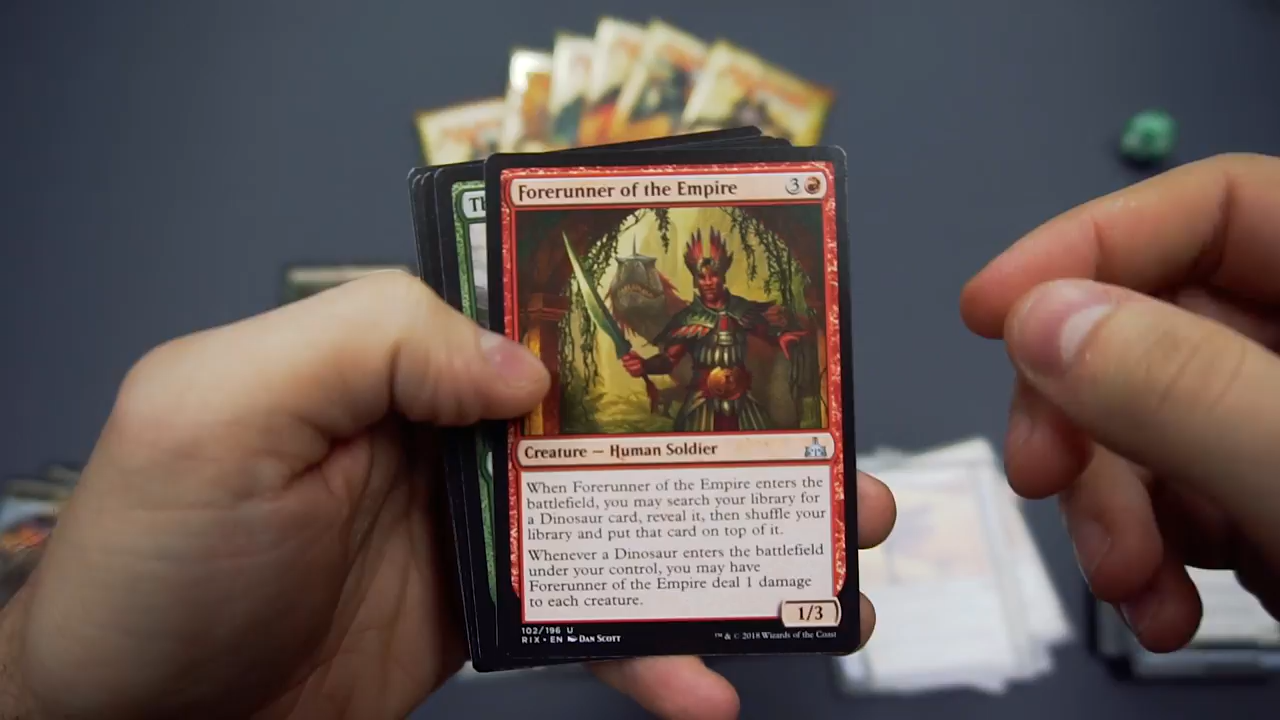 Forerunner of the Empire 3
Th
Creature — Human Soldier
When Forerunner of the Empire enters the
battlefield, you may search your library for
a Dinosaur card, reveal it, then shuffle your
library and put that card on top of it.
Whenever a Dinosaur enters the battlefield
under your control, you may have
Forerunner of the Empire deal 1 damage
to each creature.
1/3
102/196 U
RIX • EN DAN SCOTT
™ & © 2018 Wizards of the Coast